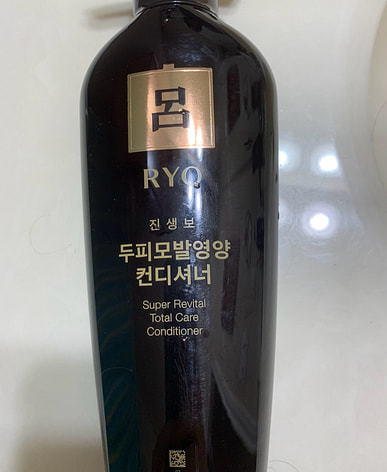 呂
RYO
진생보
두피모발영양
컨디셔너
Super Revital
Total Care
Conditioner